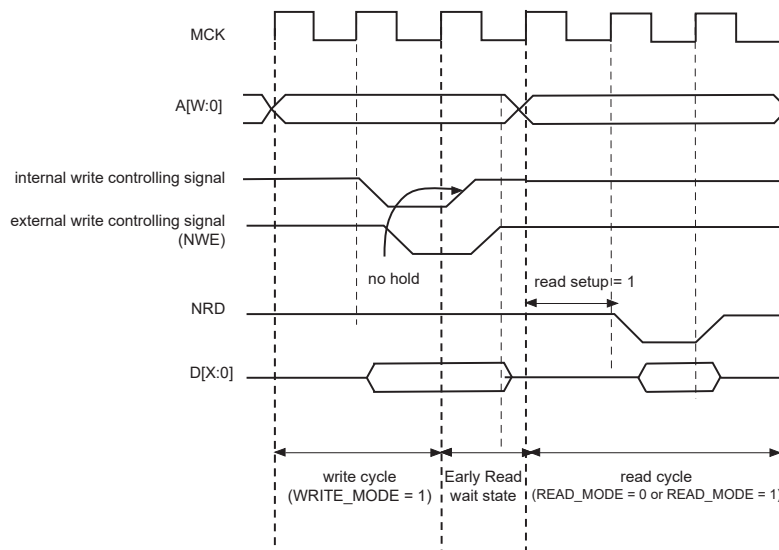 MCK
A[W:0]
internal write controlling signal
external write controlling signal
(NWE)
no hold
read setup = 1
NRD
D[X:0]
write cycle
(WRITE_MODE = 1)
Early Read
wait state
read cycle
(READ_MODE = 0 or READ_MODE = 1)